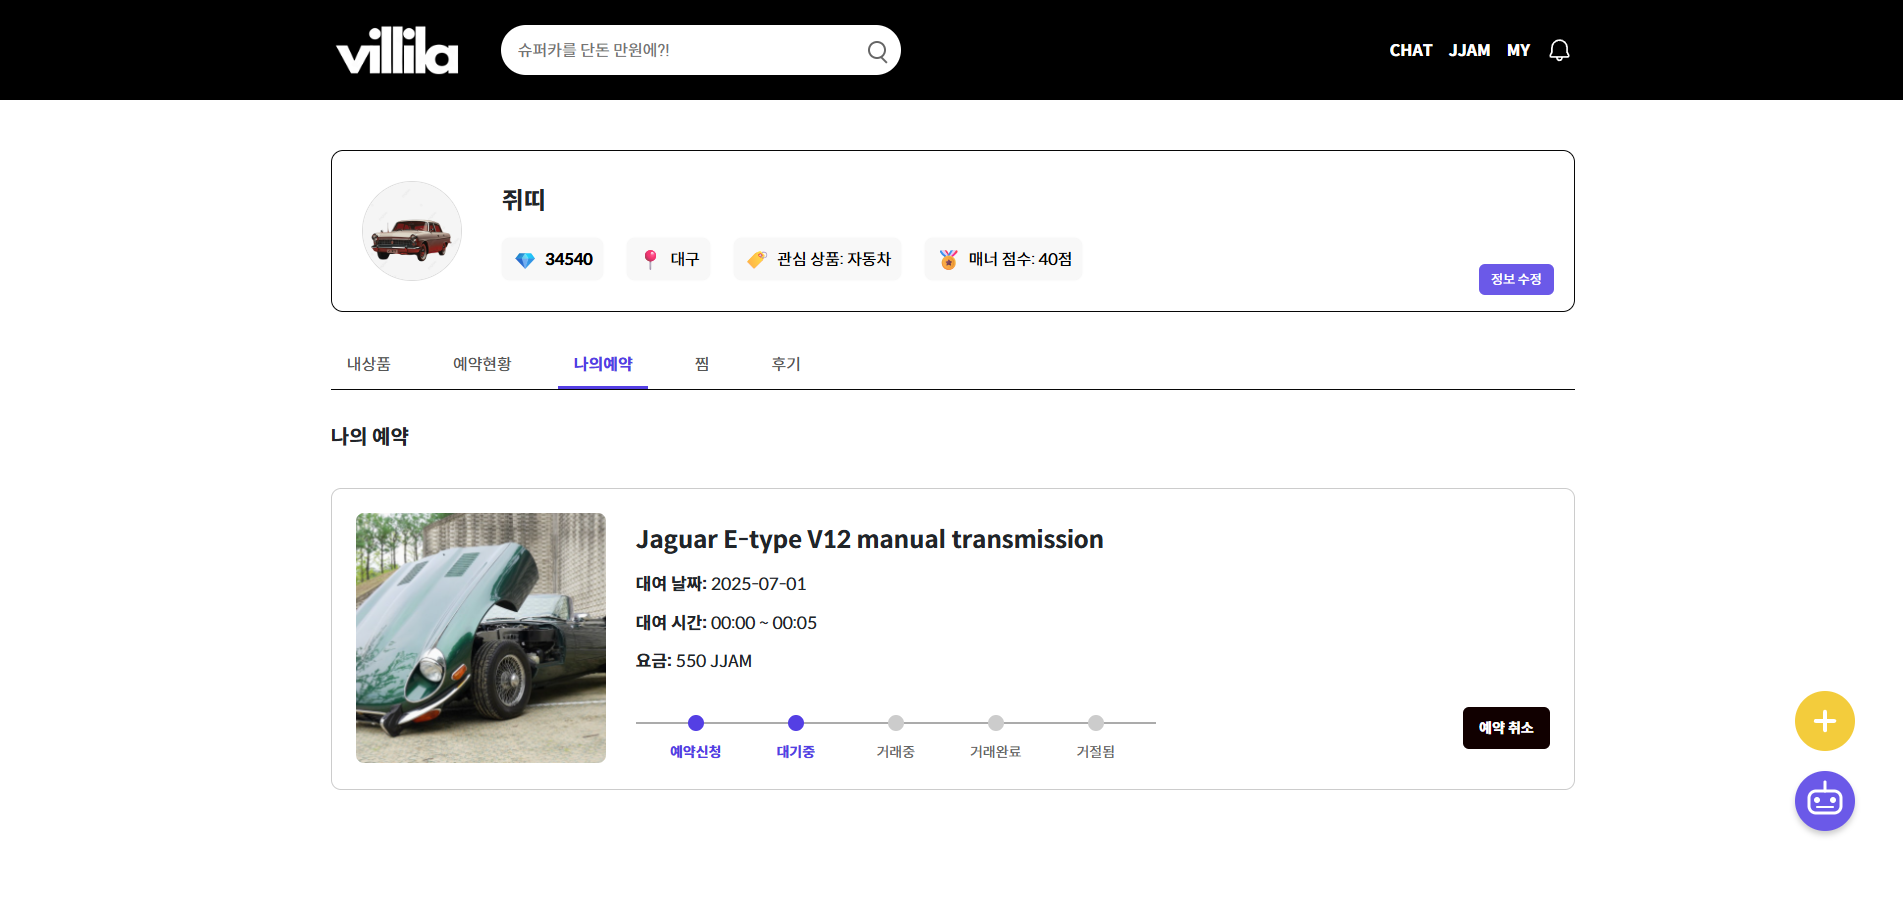 villila
슈퍼카를 단돈 만원에?!
CHAT JJAM MY
쥐띠
34540 대구 관심 상품: 자동차 매너 점수: 40점
정보 수정
내상품 예약현황 나의예약 찜 후기
나의 예약
Jaguar E-type V12 manual transmission
대여 날짜: 2025-07-01
대여 시간: 00:00 ~ 00:05
요금: 550 JJAM
예약 취소
예약신청 대기중 거래중 거래완료 거절됨